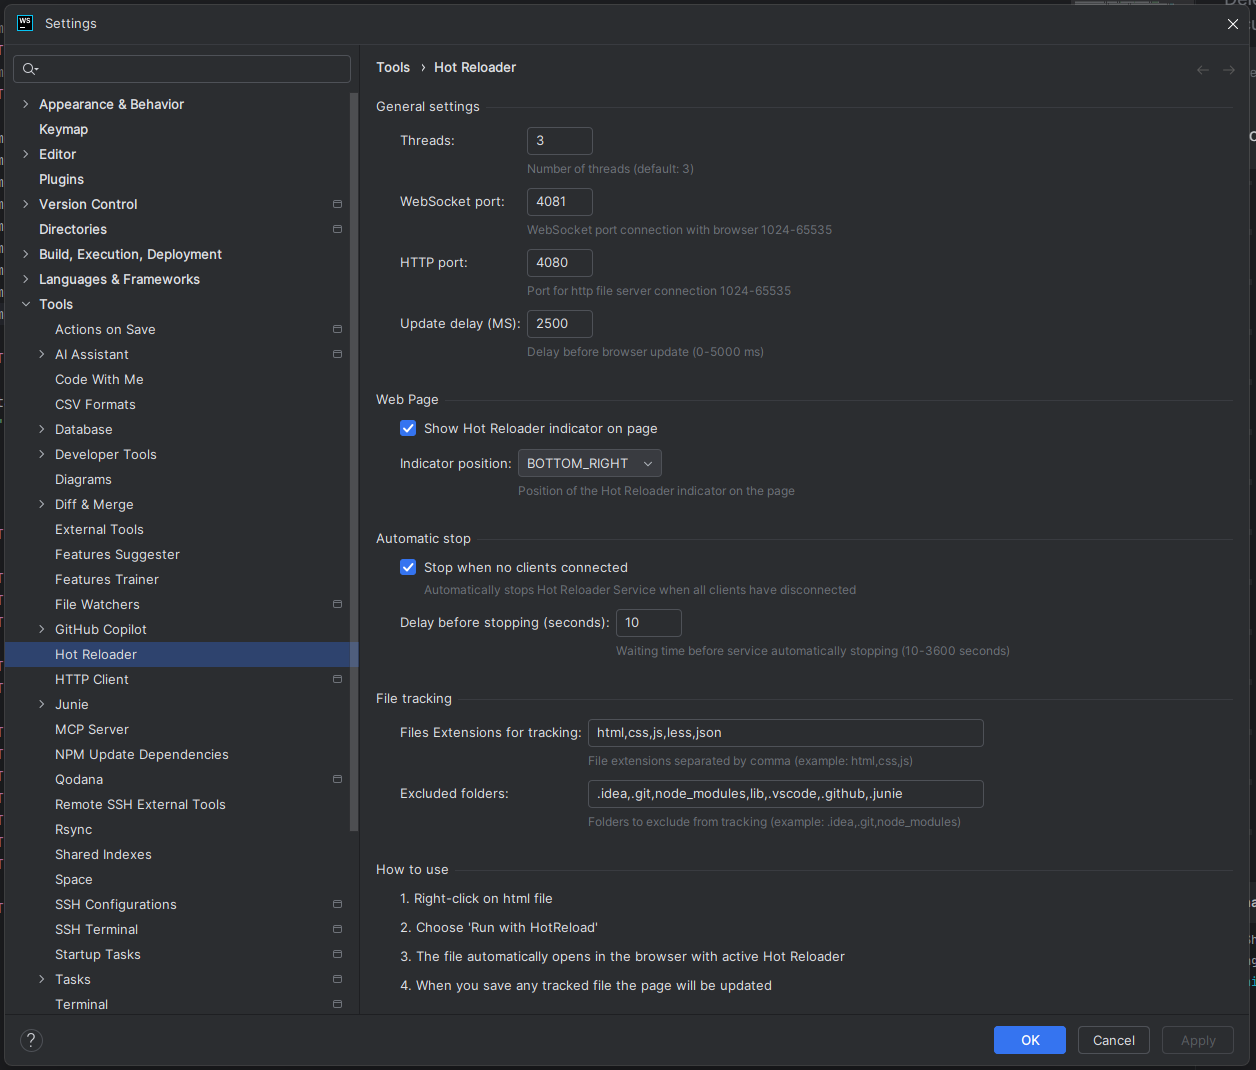 WS
Settings
Appearance & Behavior
Keymap
Editor
Plugins
Version Control
Directories
Build, Execution, Deployment
Languages & Frameworks
Tools
Actions on Save
AI Assistant
Code With Me
CSV Formats
Database
Developer Tools
Diagrams
Diff & Merge
External Tools
Features Suggester
Features Trainer
File Watchers
GitHub Copilot
Hot Reloader
HTTP Client
Junie
MCP Server
NPM Update Dependencies
Qodana
Remote SSH External Tools
Rsync
Shared Indexes
Space
SSH Configurations
SSH Terminal
Startup Tasks
Tasks
Terminal
Tools › Hot Reloader
General settings
Threads: 3
Number of threads (default: 3)
WebSocket port: 4081
WebSocket port connection with browser 1024-65535
HTTP port: 4080
Port for http file server connection 1024-65535
Update delay (MS): 2500
Delay before browser update (0-5000 ms)
Web Page
Show Hot Reloader indicator on page
Indicator position: BOTTOM_RIGHT
Position of the Hot Reloader indicator on the page
Automatic stop
Stop when no clients connected
Automatically stops Hot Reloader Service when all clients have disconnected
Delay before stopping (seconds): 10
Waiting time before service automatically stopping (10-3600 seconds)
File tracking
Files Extensions for tracking: html,css,js,less,json
File extensions separated by comma (example: html,css,js)
Excluded folders: .idea,.git,node_modules,lib,.vscode,.github,.junie
Folders to exclude from tracking (example: .idea,.git,node_modules)
How to use
1. Right-click on html file
2. Choose 'Run with HotReload'
3. The file automatically opens in the browser with active Hot Reloader
4. When you save any tracked file the page will be updated
?
OK
Cancel
Apply